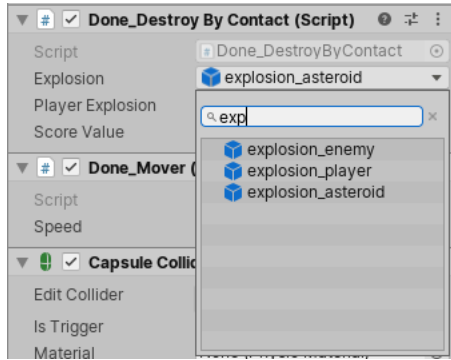 Done_Destroy By Contact (Script)
Script
Done_DestroyByContact
Explosion
explosion_asteroid
Player Explosion
exp
Score Value
explosion_enemy
explosion_player
explosion_asteroid
Done_Mover (
Script
Speed
Capsule Collic
Edit Collider
Is Trigger
Material